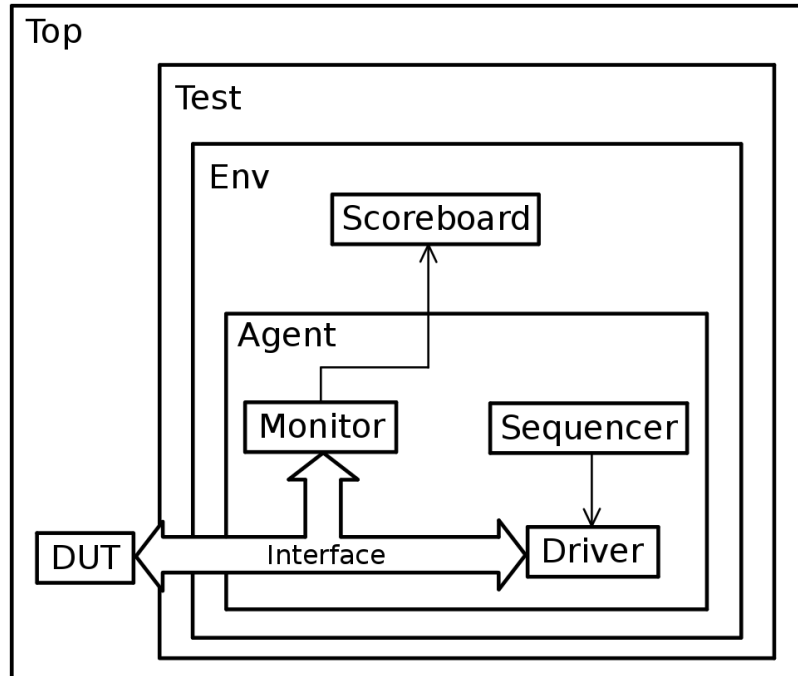 Top
Test
Env
Scoreboard
Agent
Monitor
Sequencer
DUT
Interface
Driver